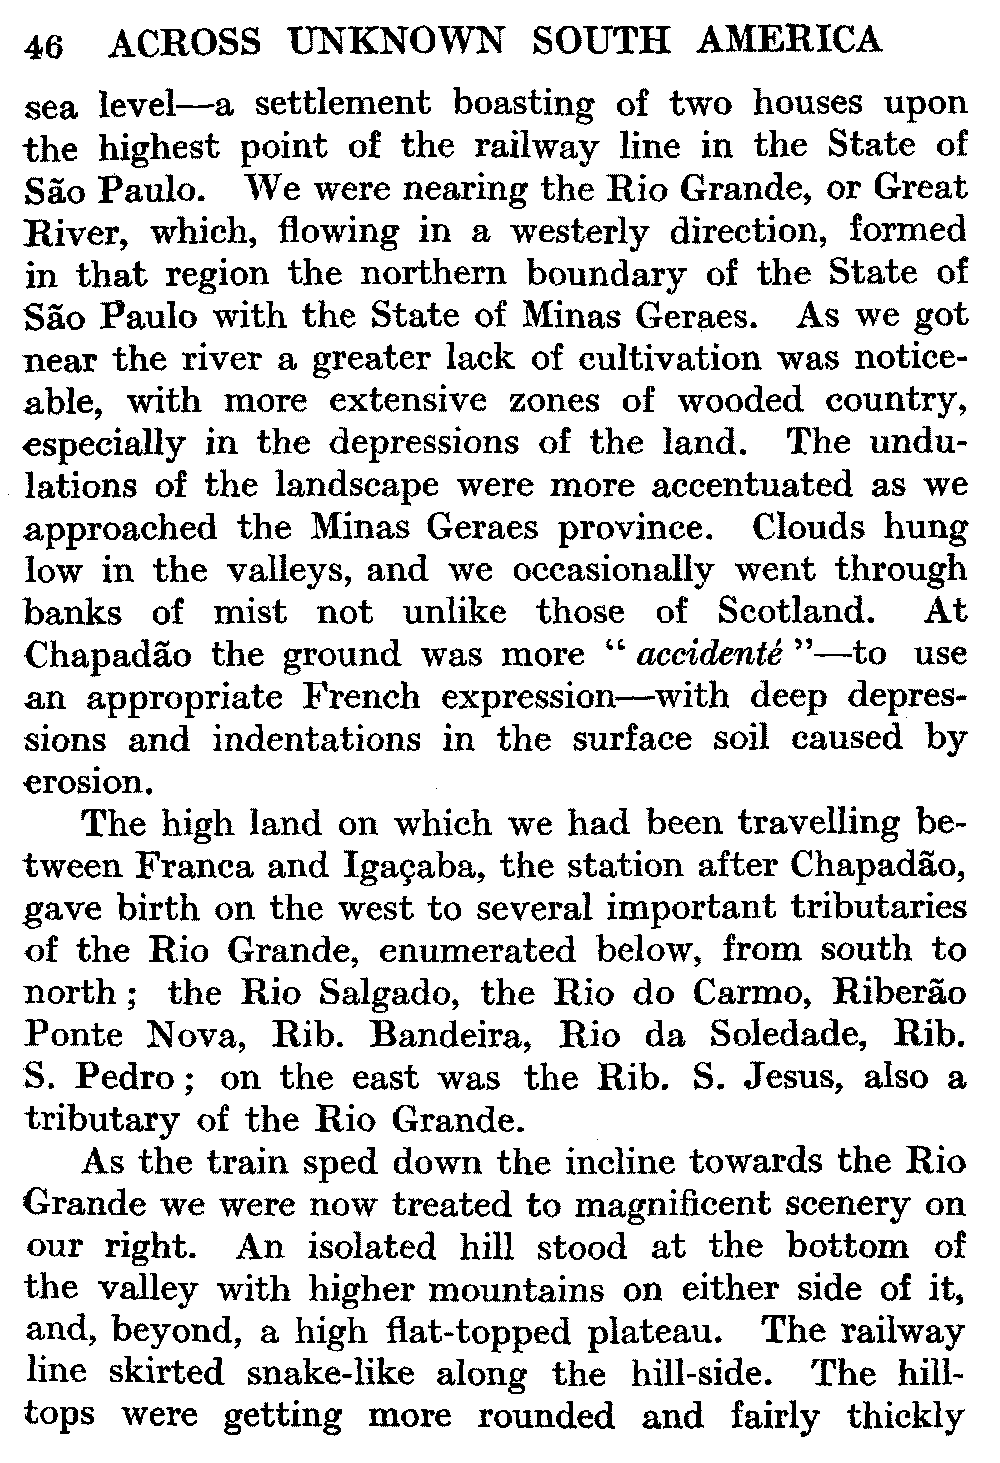 46 ACROSS UNKNOWN SOUTH AMERICA
sea level—a settlement boasting of two houses upon
the highest point of the railway line in the State of
São Paulo. We were nearing the Rio Grande, or Great
River, which, flowing in a westerly direction, formed
in that region the northern boundary of the State of
São Paulo with the State of Minas Geraes. As we got
near the river a greater lack of cultivation was notice-
able, with more extensive zones of wooded country,
especially in the depressions of the land. The undu-
lations of the landscape were more accentuated as we
approached the Minas Geraes province. Clouds hung
low in the valleys, and we occasionally went through
banks of mist not unlike those of Scotland. At
Chapadão the ground was more “ accidenté ”—to use
an appropriate French expression—with deep depres-
sions and indentations in the surface soil caused by
erosion.
The high land on which we had been travelling be-
tween Franca and Igaçaba, the station after Chapadão,
gave birth on the west to several important tributaries
of the Rio Grande, enumerated below, from south to
north ; the Rio Salgado, the Rio do Carmo, Riberão
Ponte Nova, Rib. Bandeira, Rio da Soledade, Rib.
S. Pedro ; on the east was the Rib. S. Jesus, also a
tributary of the Rio Grande.
As the train sped down the incline towards the Rio
Grande we were now treated to magnificent scenery on
our right. An isolated hill stood at the bottom of
the valley with higher mountains on either side of it,
and, beyond, a high flat-topped plateau. The railway
line skirted snake-like along the hill-side. The hill-
tops were getting more rounded and fairly thickly